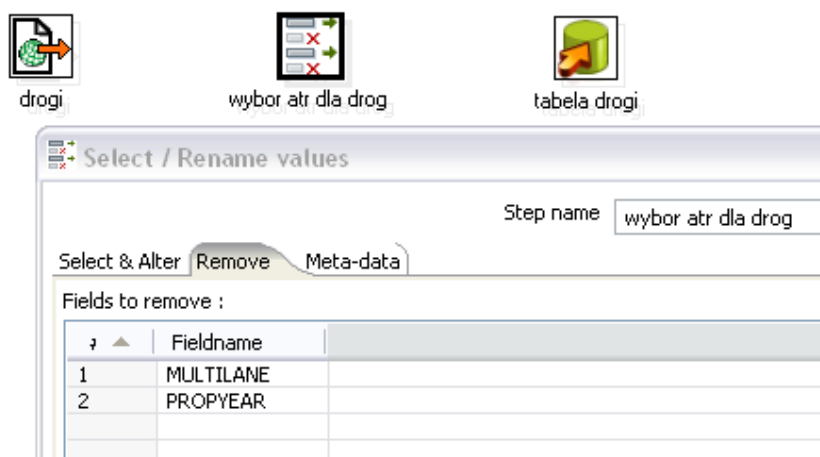 drogi
wybor atr dla drog
tabela drogi
Select / Rename values
Step name
wybor atr dla drog
Select & Alter
Remove
Meta-data
Fields to remove :
Fieldname
1
MULTILANE
2
PROPYEAR